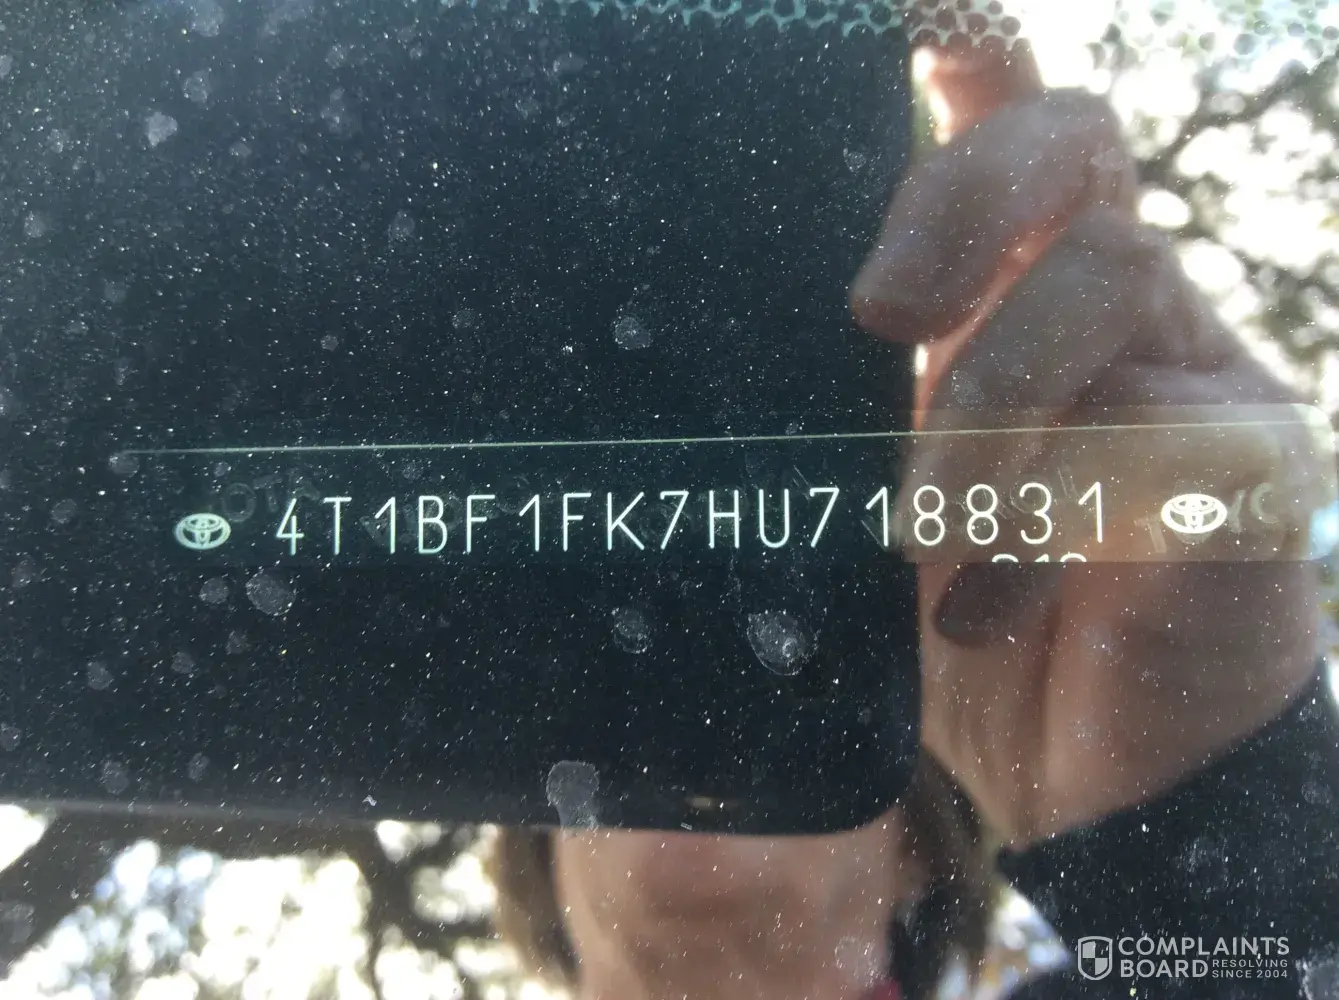 4T1BF1FK7HU718831
COMPLAINTS
BOARD RESOLVING
SINCE 2004